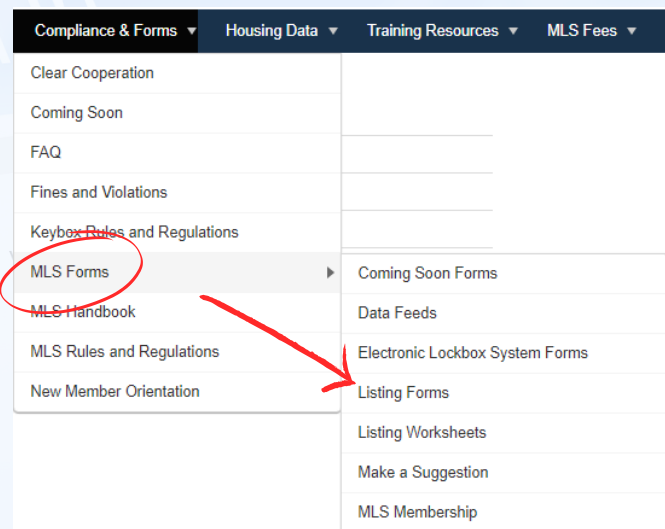 Compliance & Forms ▼ Housing Data ▼ Training Resources ▼ MLS Fees ▼
Clear Cooperation
Coming Soon
FAQ
Fines and Violations
Keybox Rules and Regulations
MLS Forms
MLS Handbook
MLS Rules and Regulations
New Member Orientation
Coming Soon Forms
Data Feeds
Electronic Lockbox System Forms
Listing Forms
Listing Worksheets
Make a Suggestion
MLS Membership